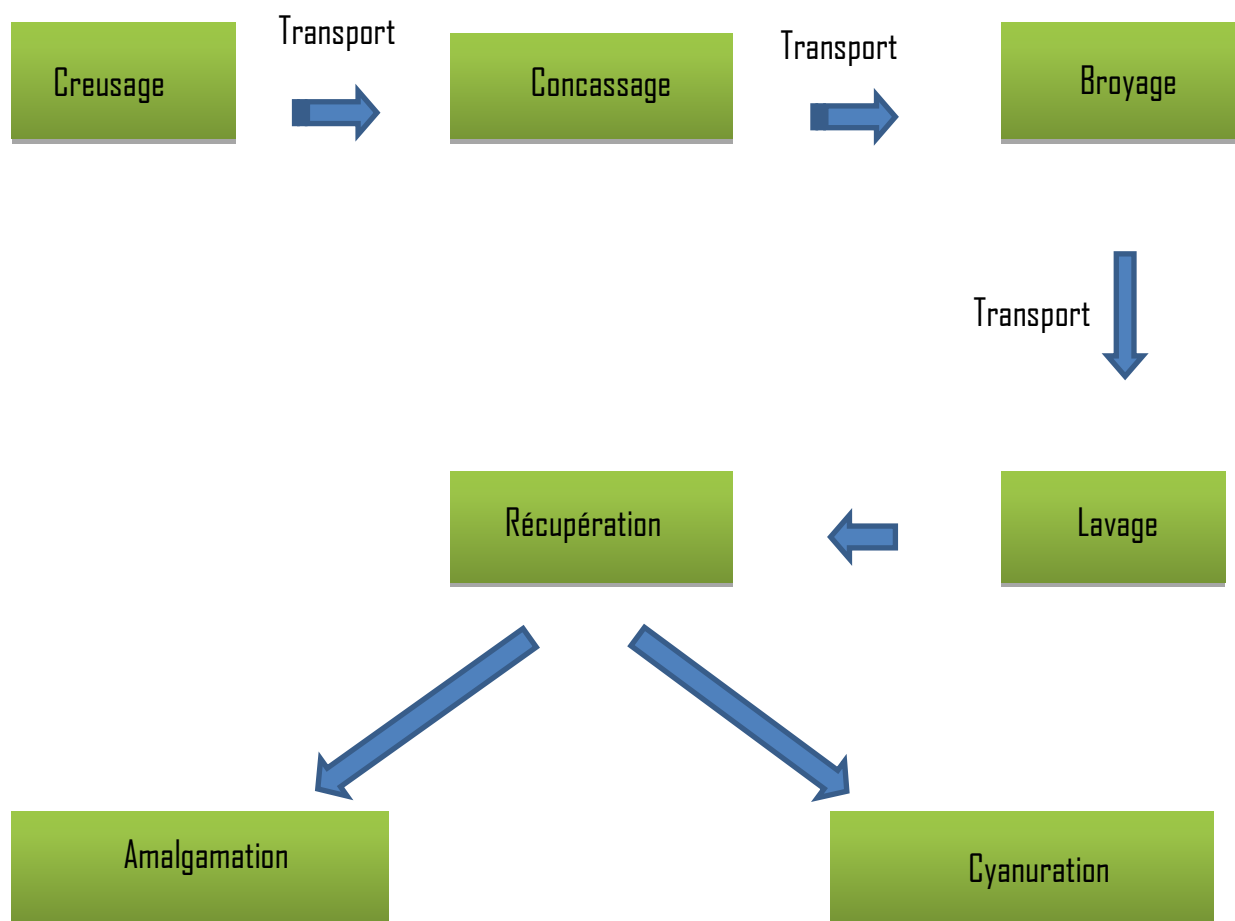 Creusage
Transport
Concassage
Transport
Broyage
Transport
Lavage
Récupération
Amalgamation
Cyanuration